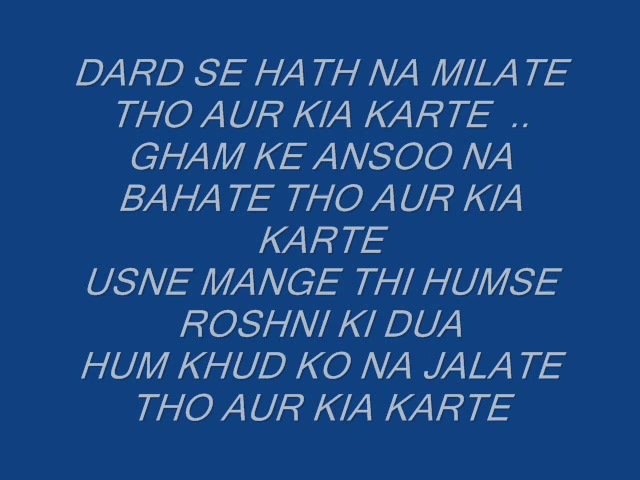 DARD SE HATH NA MILATE
THO AUR KIA KARTE  ..
GHAM KE ANSOO NA
BAHATE THO AUR KIA
KARTE
USNE MANGE THI HUMSE
ROSHNI KI DUA
HUM KHUD KO NA JALATE
THO AUR KIA KARTE